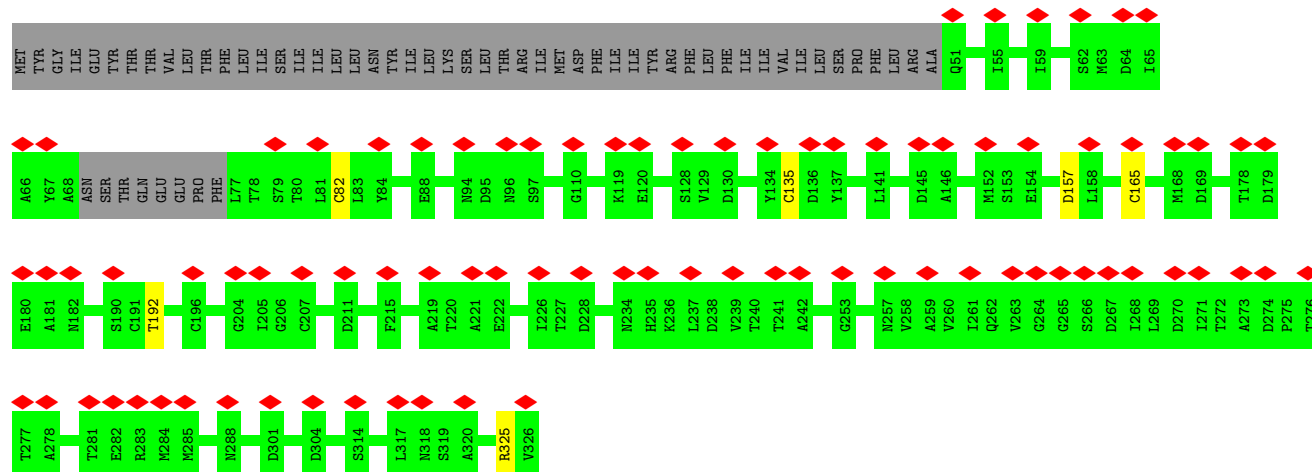 MET TYR GLY ILE GLU TYR THR THR VAL LEU THR PHE LEU ILE SER ILE ILE LEU LEU ASN TYR ILE LEU LYS SER LEU THR ARG ILE MET ASP PHE ILE ILE TYR ARG PHE LEU PHE ILE ILE VAL ILE LEU SER PRO PHE LEU ARG ALA Q51 I55 I59 S62 M63 D64 I65
A66 Y67 A68 ASN SER THR GLN GLU GLU PRO PHE L77 T78 S79 T80 L81 C82 L83 Y84 E88 N94 D95 N96 S97 G110 K119 E120 S128 V129 D130 Y134 C135 D136 Y137 L141 D145 A146 M152 S153 E154 D157 L158 C165 M168 D169 T178 D179
E180 A181 N182 S190 C191 T192 C196 G204 I205 G206 C207 D211 F215 A219 T220 A221 E222 I226 T227 D228 N234 H235 K236 L237 D238 V239 T240 T241 A242 G253 N257 V258 A259 V260 I261 Q262 V263 G264 G265 S266 D267 I268 L269 D270 I271 T272 A273 D274 P275 T276
T277 A278 T281 E282 R283 M284 M285 N288 D301 D304 S314 L317 N318 S319 A320 R325 V326